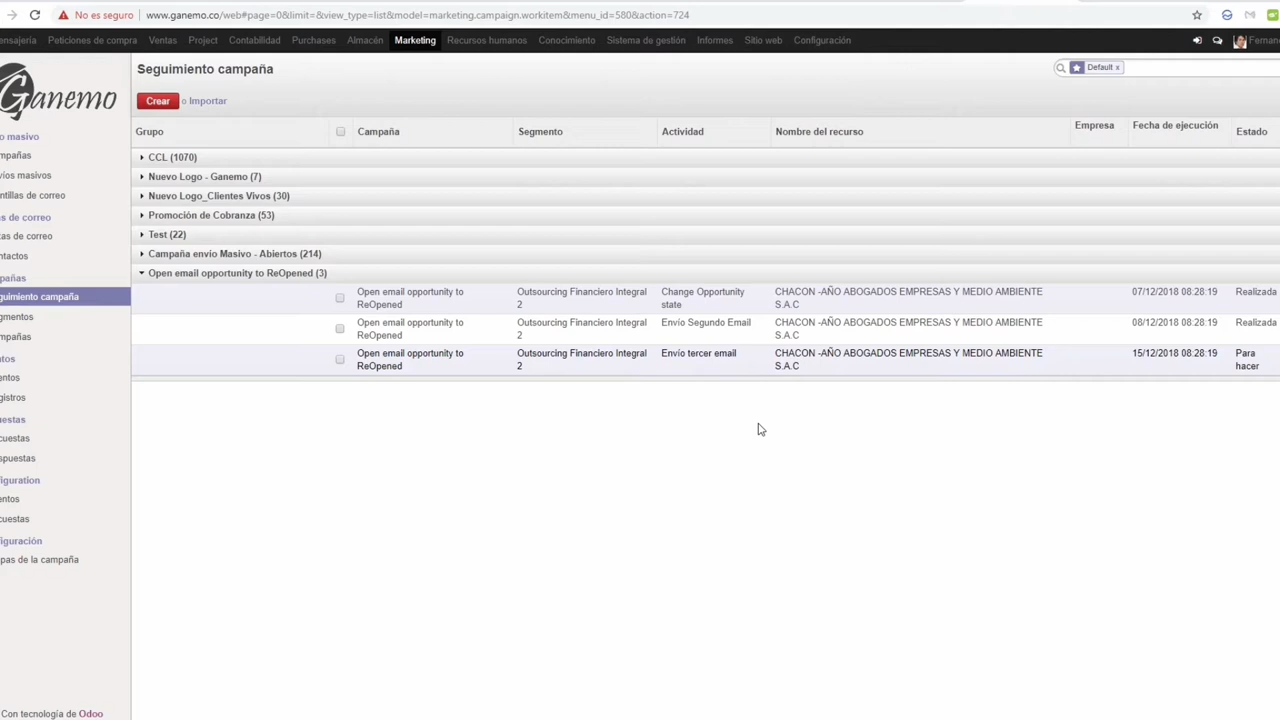 No es seguro www.ganemo.co/web#page=0&limit=&view_type=list&model=marketing.campaign.workitem&menu_id=580&action=724
ensajería Peticiones de compra Ventas Project Contabilidad Purchases Almacén Marketing Recursos humanos Conocimiento Sistema de gestión Informes Sitio web Configuración Fernan
Ganemo
Seguimiento campaña
Default x
Crear o Importar
Grupo Campaña Segmento Actividad Nombre del recurso Empresa Fecha de ejecución Estado
CCL (1070)
Nuevo Logo - Ganemo (7)
Nuevo Logo_Clientes Vivos (30)
Promoción de Cobranza (53)
Test (22)
Campaña envío Masivo - Abiertos (214)
Open email opportunity to ReOpened (3)
Open email opportunity to Outsourcing Financiero Integral Change Opportunity CHACON -AÑO ABOGADOS EMPRESAS Y MEDIO AMBIENTE 07/12/2018 08:28:19 Realizada
ReOpened 2 state S.A.C
Open email opportunity to Outsourcing Financiero Integral Envío Segundo Email CHACON -AÑO ABOGADOS EMPRESAS Y MEDIO AMBIENTE 08/12/2018 08:28:19 Realizada
ReOpened 2 S.A.C
Open email opportunity to Outsourcing Financiero Integral Envío tercer email CHACON -AÑO ABOGADOS EMPRESAS Y MEDIO AMBIENTE 15/12/2018 08:28:19 Para
ReOpened 2 S.A.C hacer
o masivo
mpañas
víos masivos
ntillas de correo
s de correo
tas de correo
ntactos
pañas
guimiento campaña
gmentos
mpañas
ntos
entos
gistros
uestas
cuestas
spuestas
figuration
entos
cuestas
figuración
pas de la campaña
Con tecnología de Odoo